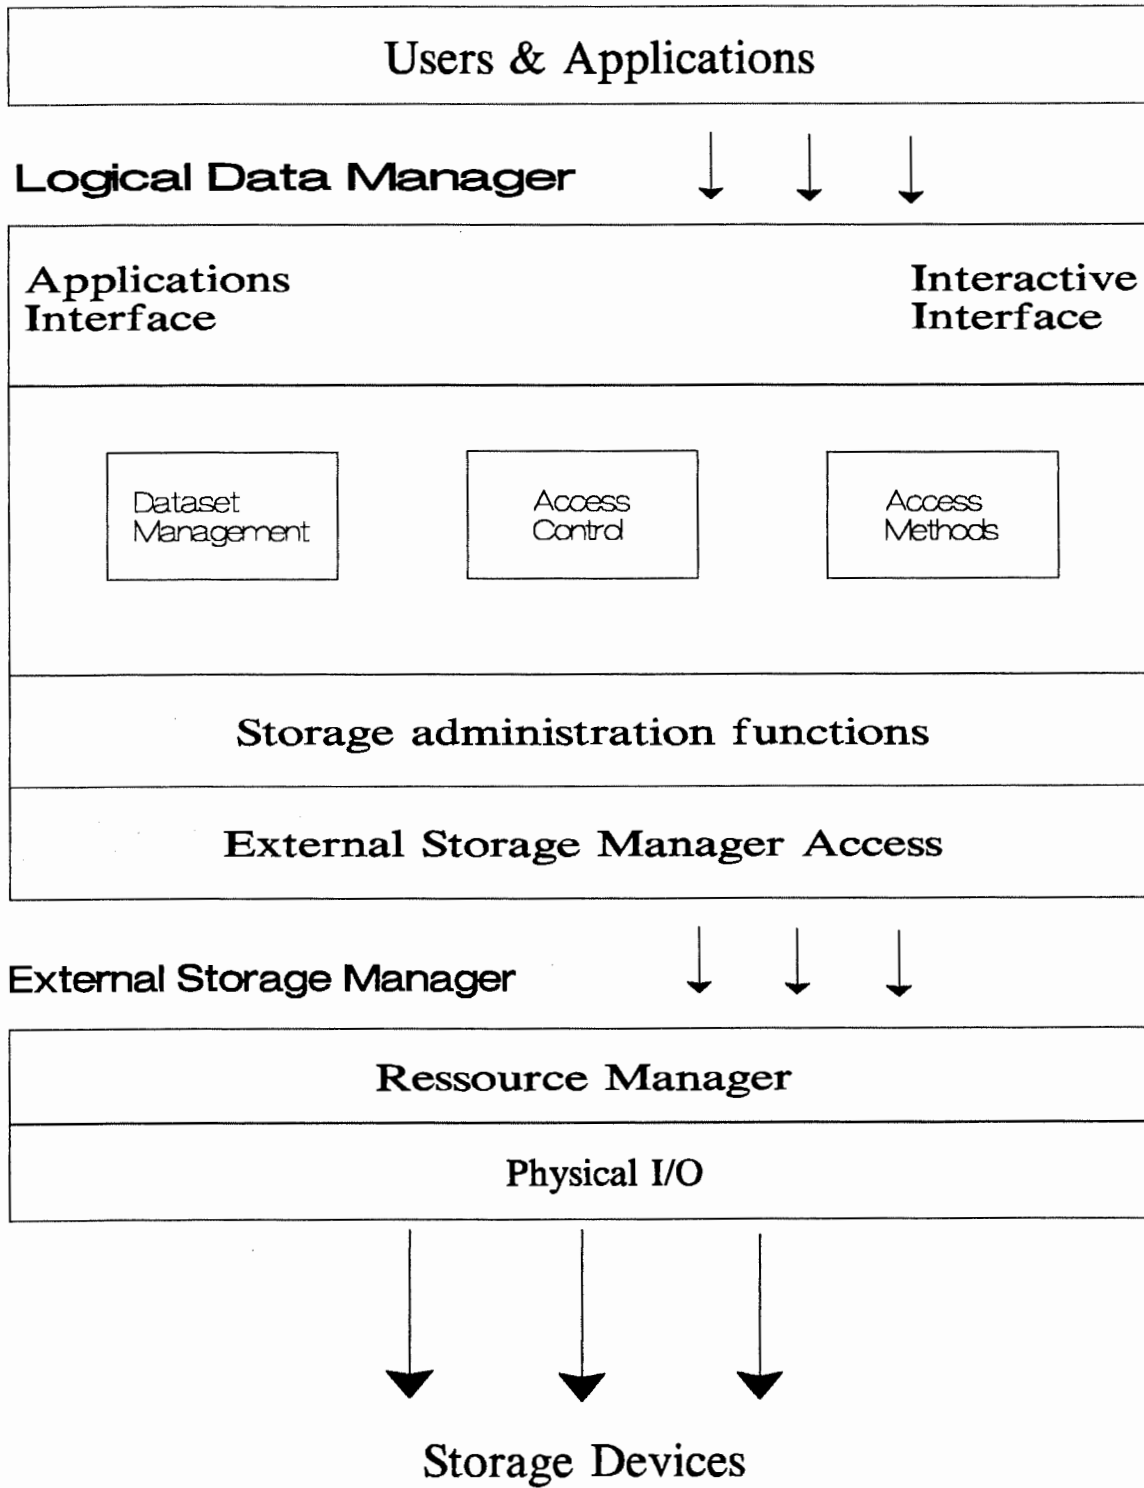 Users & Applications
Logical Data Manager
Applications
Interface
Interactive
Interface
Dataset
Management
Access
Control
Access
Methods
Storage administration functions
External Storage Manager Access
External Storage Manager
Ressource Manager
Physical I/O
Storage Devices